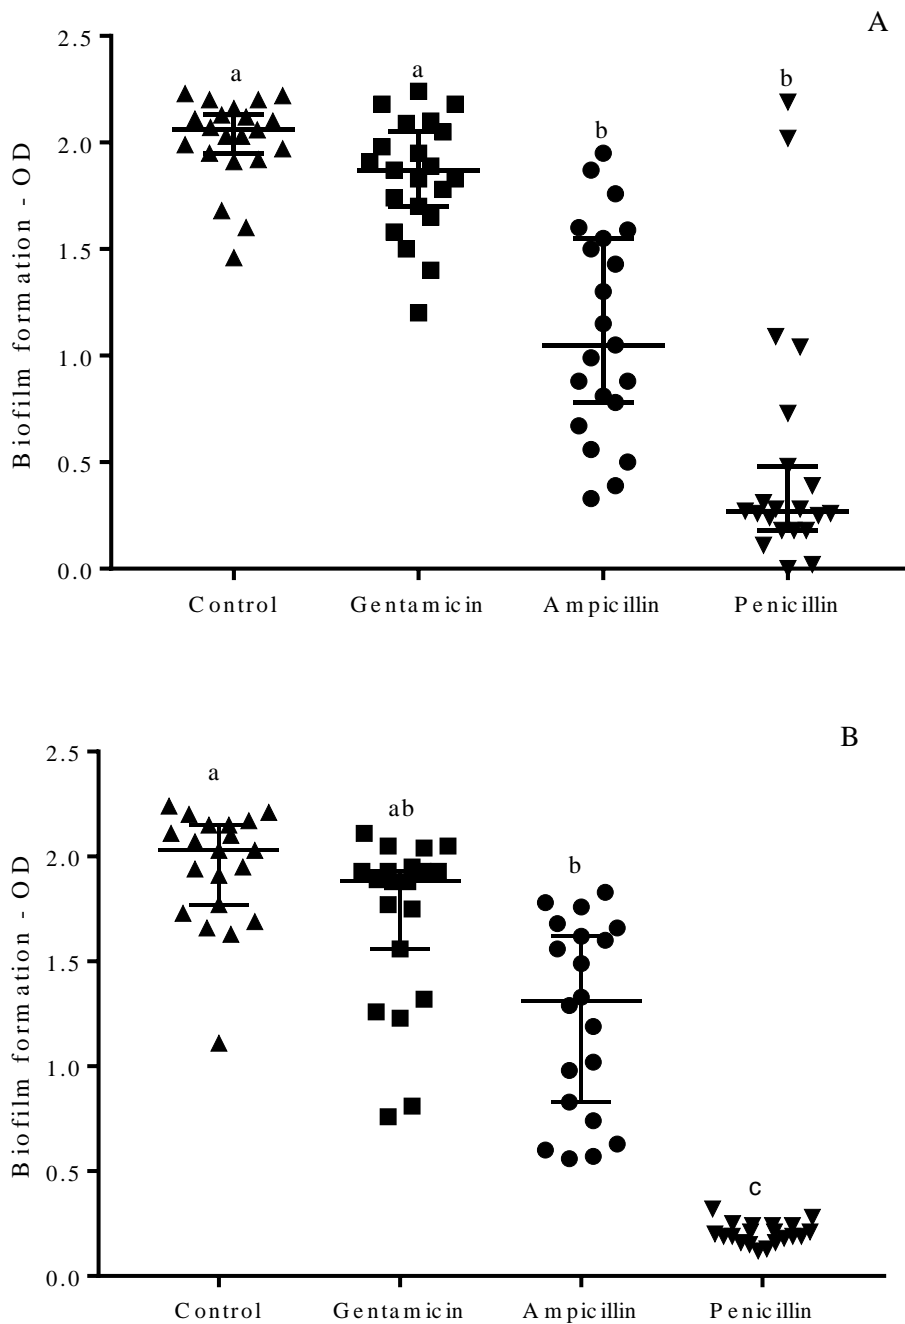 A
2.5
2.0
1.5
1.0
0.5
0.0
Biofilm formation - OD
a
a
b
b
Control Gentamicin Ampicillin Penicillin
B
2.5
2.0
1.5
1.0
0.5
0.0
Biofilm formation - OD
a
ab
b
c
Control Gentamicin Ampicillin Penicillin